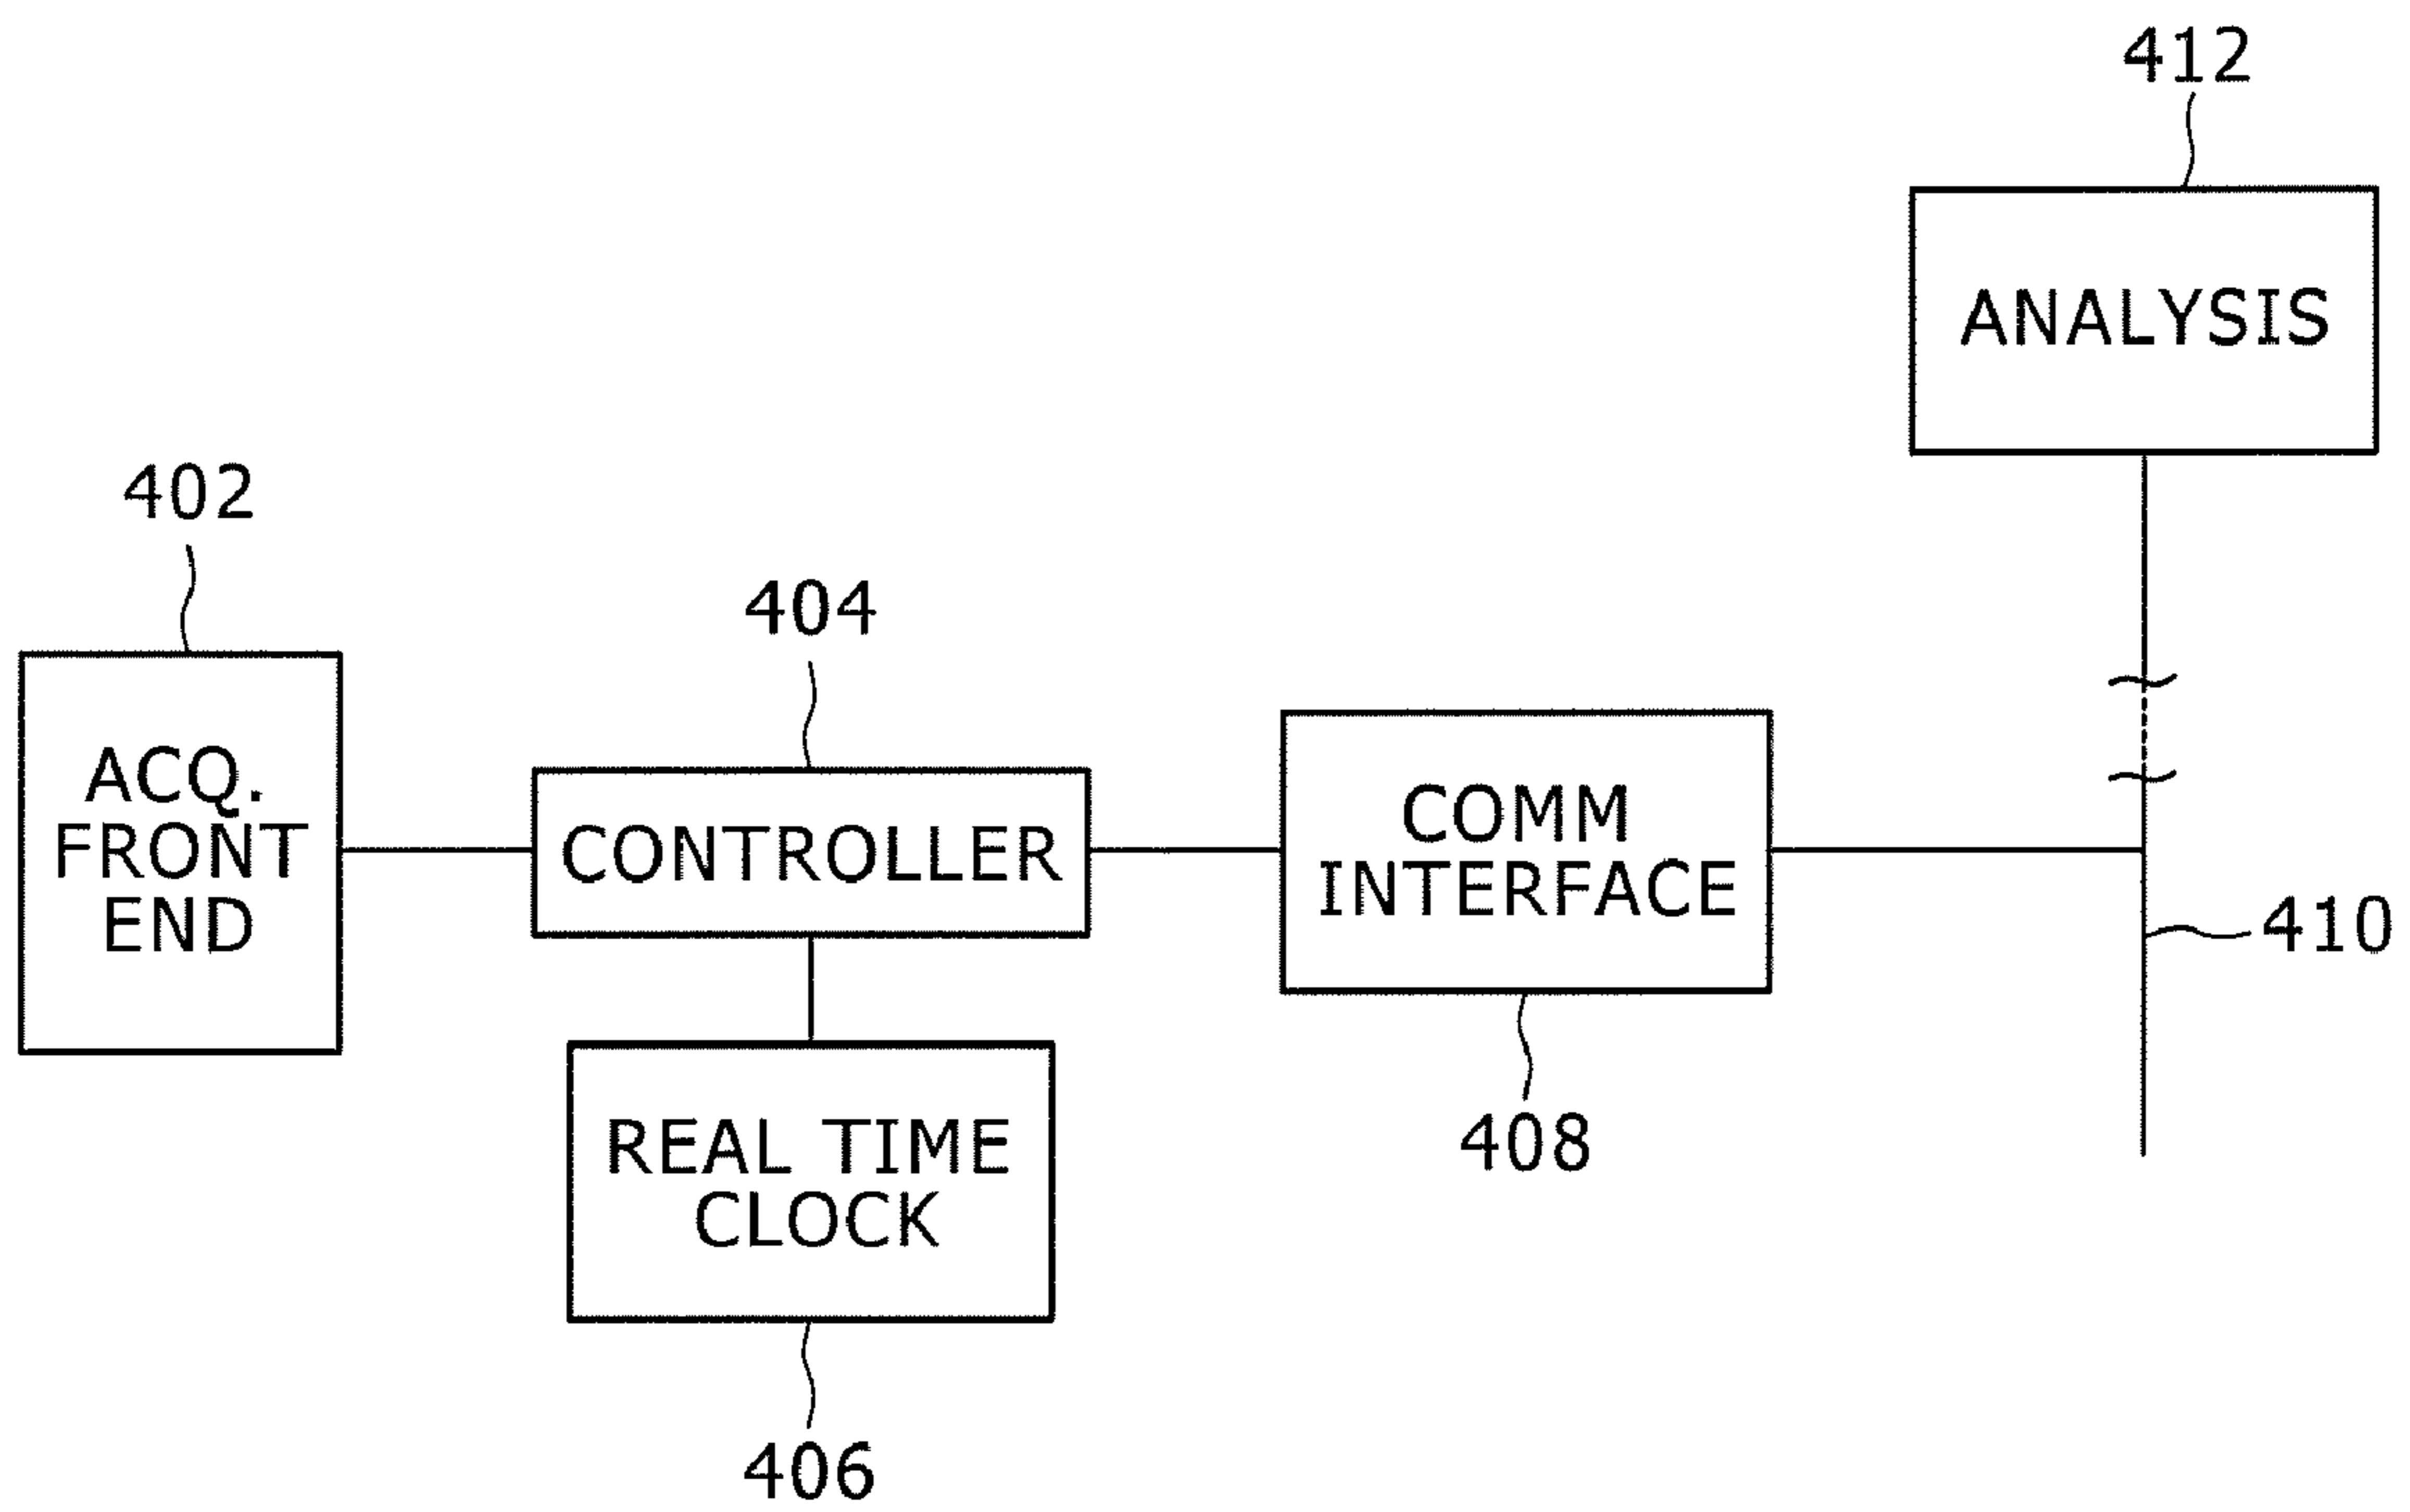 412
ANALYSIS
402
404
ACQ.
FRONT
END
CONTROLLER
COMM
INTERFACE
410
REAL TIME
CLOCK
408
406